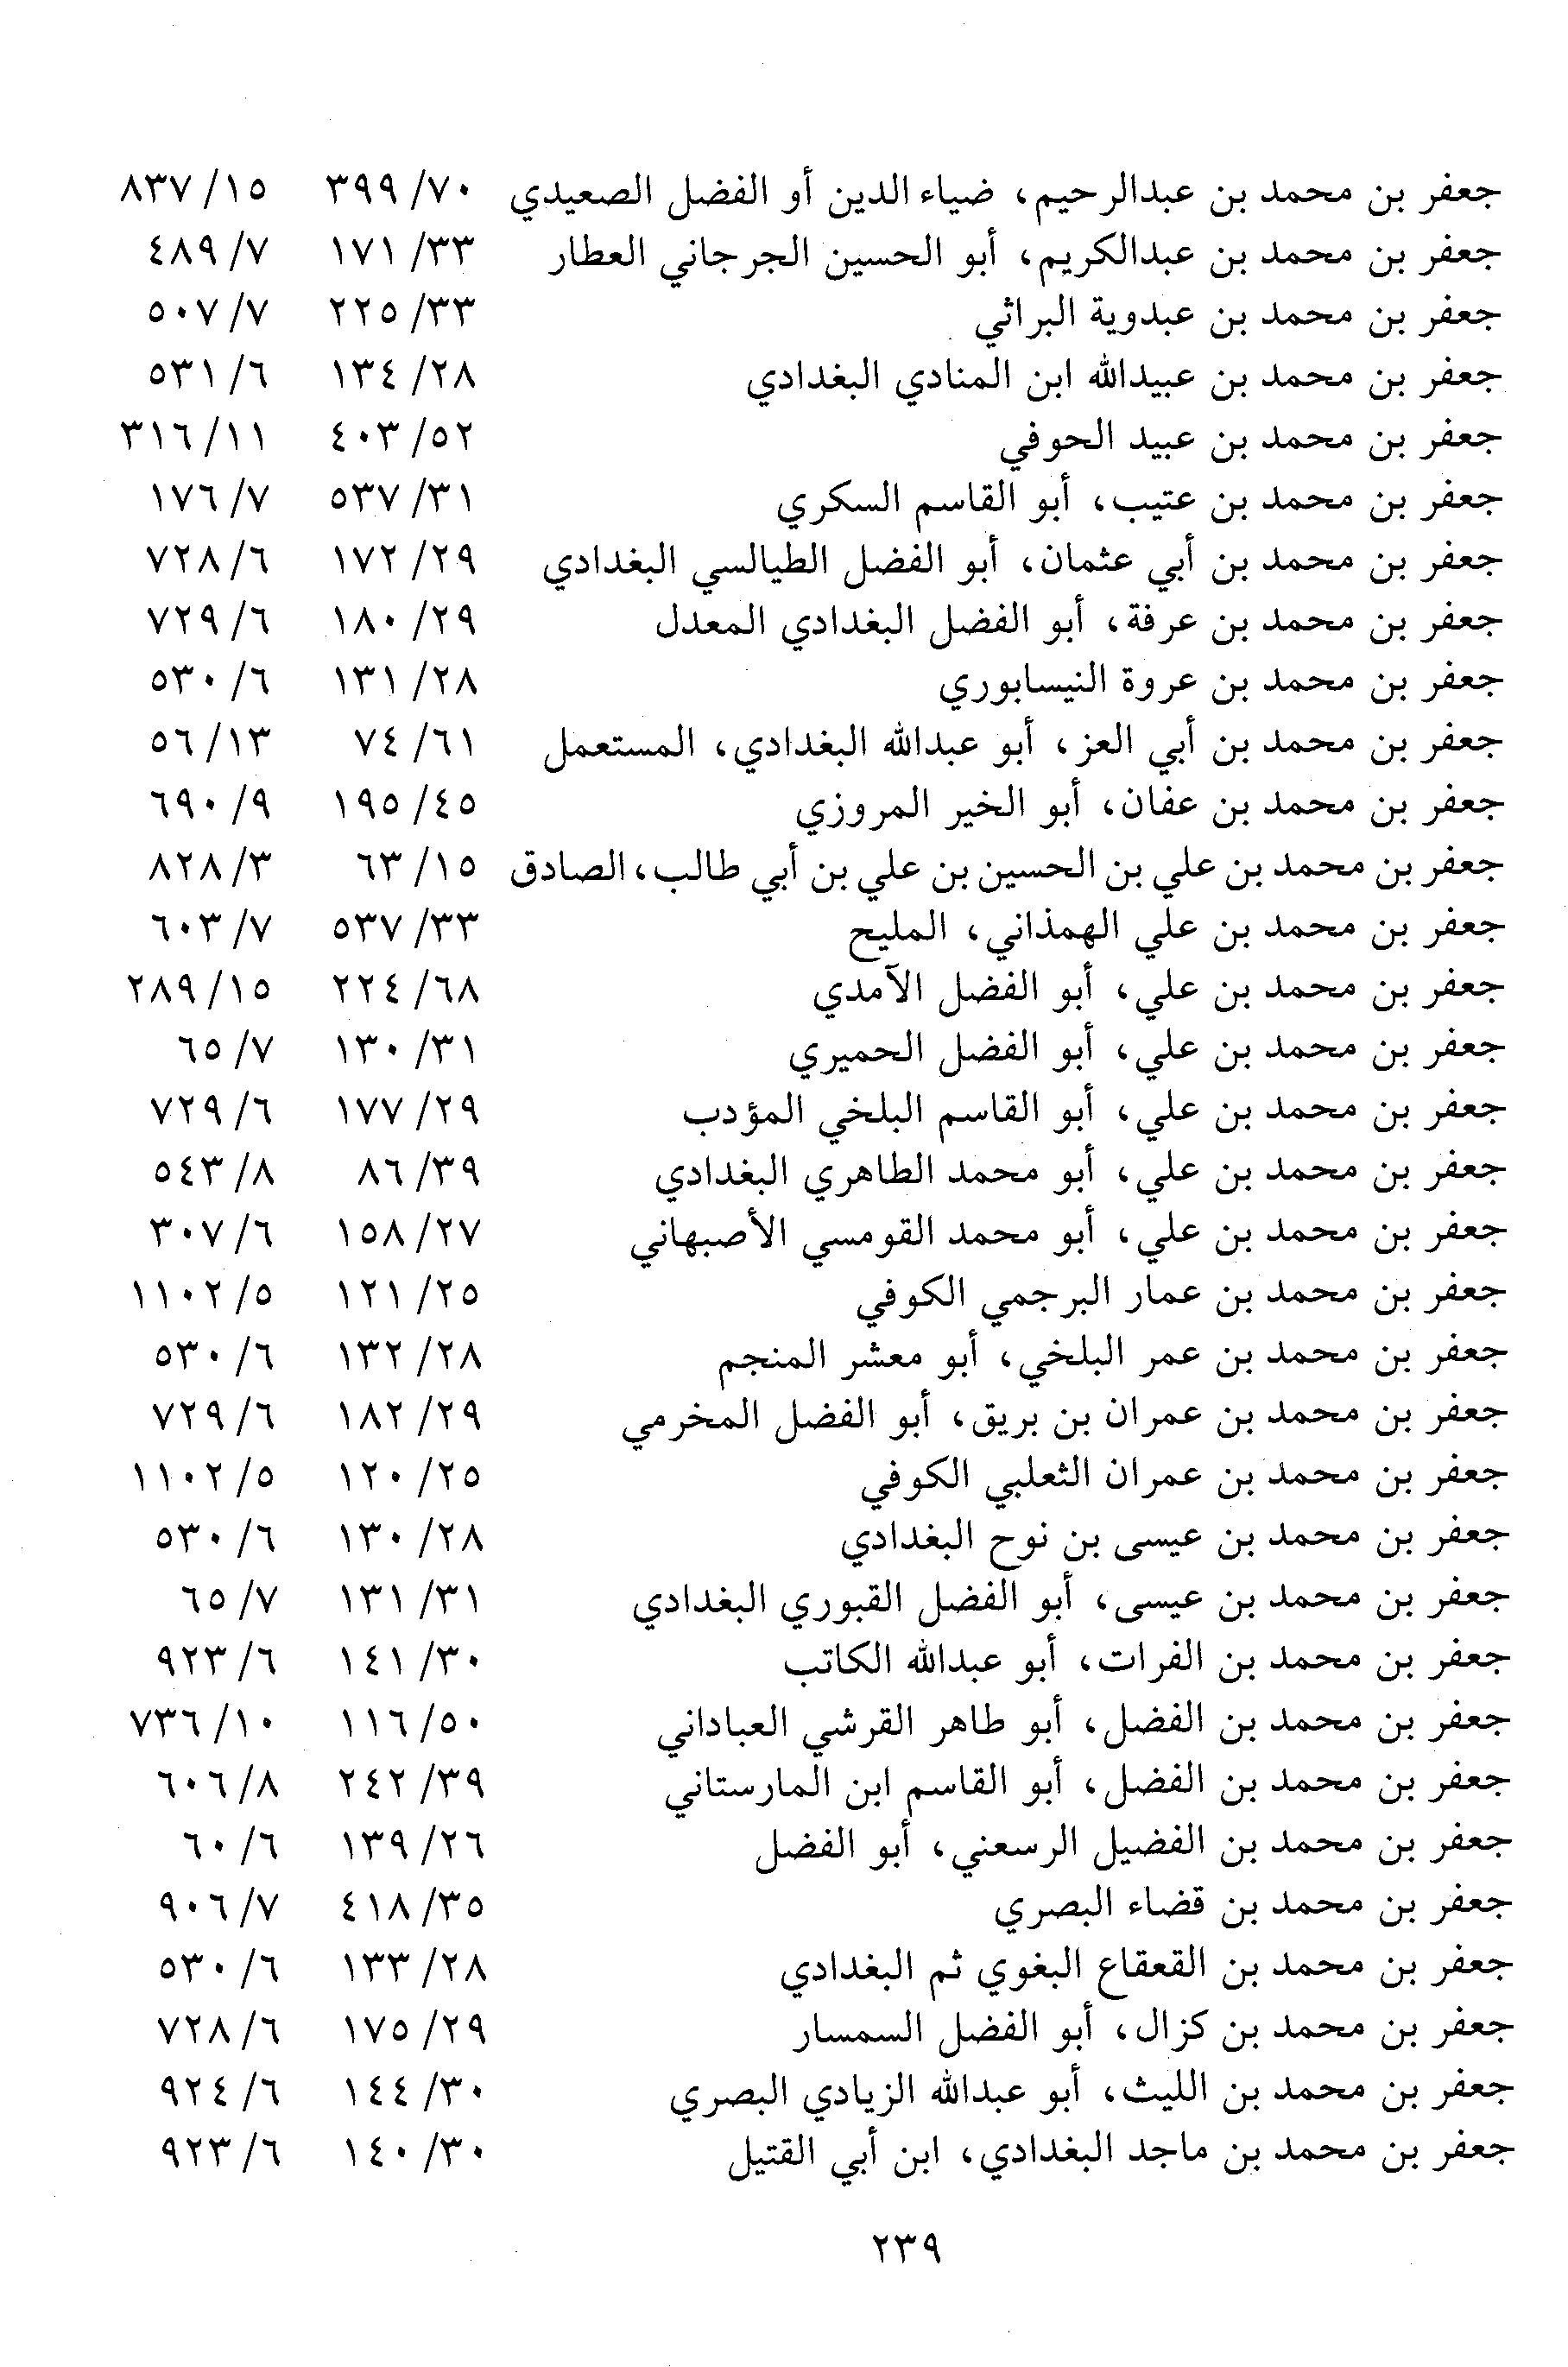 جعفر بن محمد بن عبدالرحيم، ضياء الدين أو الفضل الصعيدي ٧٠/ ٣٩٩ ١٥/ ٨٣٧
جعفر بن محمد بن عبدالكريم، أبو الحسين الجرجاني العطار ٣٣/ ١٧١ ٧/ ٤٨٩
جعفر بن محمد بن عبدوية البراثي ٣٣/ ٢٢٥ ٧/ ٥٠٧
جعفر بن محمد بن عبيدالله ابن المنادي البغدادي ٢٨/ ١٣٤ ٦/ ٥٣١
جعفر بن محمد بن عبيد الحوفي ٥٢/ ٤٠٣ ١١/ ٣١٦
جعفر بن محمد بن عتيب، أبو القاسم السكري ٣١/ ٥٣٧ ٧/ ١٧٦
جعفر بن محمد بن أبي عثمان، أبو الفضل الطيالسي البغدادي ٢٩/ ١٧٢ ٦/ ٧٢٨
جعفر بن محمد بن عرفة، أبو الفضل البغدادي المعدل ٢٩/ ١٨٠ ٦/ ٧٢٩
جعفر بن محمد بن عروة النيسابوري ٢٨/ ١٣١ ٦/ ٥٣٠
جعفر بن محمد بن أبي العز، أبو عبدالله البغدادي، المستعمل ٦١/ ٧٤ ١٣/ ٥٦
جعفر بن محمد بن عفان، أبو الخير المروزي ٤٥/ ١٩٥ ٩/ ٦٩٠
جعفر بن محمد بن علي بن الحسين بن علي بن أبي طالب، الصادق ١٥/ ٦٣ ٣/ ٨٢٨
جعفر بن محمد بن علي الهمذاني، المليح ٣٣/ ٥٣٧ ٧/ ٦٠٣
جعفر بن محمد بن علي، أبو الفضل الآمدي ٦٨/ ٢٢٤ ١٥/ ٢٨٩
جعفر بن محمد بن علي، أبو الفضل الحميري ٣١/ ١٣٠ ٧/ ٦٥
جعفر بن محمد بن علي، أبو القاسم البلخي المؤدب ٢٩/ ١٧٧ ٦/ ٧٢٩
جعفر بن محمد بن علي، أبو محمد الطاهري البغدادي ٣٩/ ٨٦ ٨/ ٥٤٣
جعفر بن محمد بن علي، أبو محمد القومسي الأصبهاني ٢٧/ ١٥٨ ٦/ ٣٠٧
جعفر بن محمد بن عمار البرجمي الكوفي ٢٥/ ١٢١ ٥/ ١١٠٢
جعفر بن محمد بن عمر البلخي، أبو معشر المنجم ٢٨/ ١٣٢ ٦/ ٥٣٠
جعفر بن محمد بن عمران بن بريق، أبو الفضل المخرمي ٢٩/ ١٨٢ ٦/ ٧٢٩
جعفر بن محمد بن عمران الثعلبي الكوفي ٢٥/ ١٢٠ ٥/ ١١٠٢
جعفر بن محمد بن عيسى بن نوح البغدادي ٢٨/ ١٣٠ ٦/ ٥٣٠
جعفر بن محمد بن عيسى، أبو الفضل القبوري البغدادي ٣١/ ١٣١ ٧/ ٦٥
جعفر بن محمد بن الفرات، أبو عبدالله الكاتب ٣٠/ ١٤١ ٦/ ٩٢٣
جعفر بن محمد بن الفضل، أبو طاهر القرشي العباداني ٥٠/ ١١٦ ١٠/ ٧٣٦
جعفر بن محمد بن الفضل، أبو القاسم ابن المارستاني ٣٩/ ٢٤٢ ٨/ ٦٠٦
جعفر بن محمد بن الفضيل الرسعني، أبو الفضل ٢٦/ ١٣٩ ٦/ ٦٠
جعفر بن محمد بن قضاء البصري ٣٥/ ٤١٨ ٧/ ٩٠٦
جعفر بن محمد بن القعقاع البغوي ثم البغدادي ٢٨/ ١٣٣ ٦/ ٥٣٠
جعفر بن محمد بن كزال، أبو الفضل السمسار ٢٩/ ١٧٥ ٦/ ٧٢٨
جعفر بن محمد بن الليث، أبو عبدالله الزيادي البصري ٣٠/ ١٤٤ ٦/ ٩٢٤
جعفر بن محمد بن ماجد البغدادي، ابن أبي القتيل ٣٠/ ١٤٠ ٦/ ٩٢٣
٢٣٩